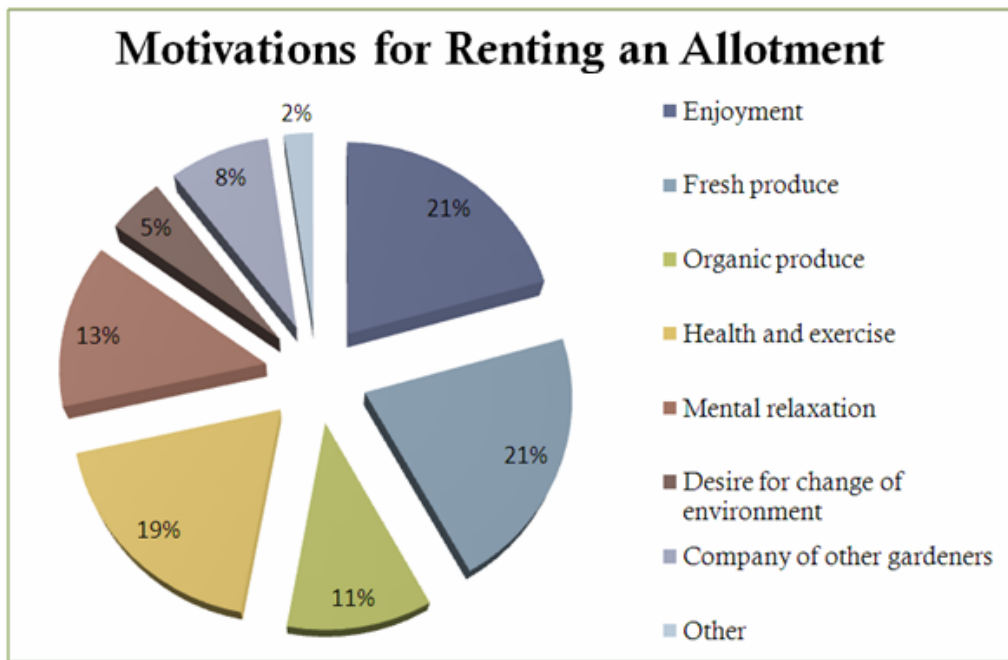 Motivations for Renting an Allotment
2%
8%
21%
5%
13%
21%
19%
11%
Enjoyment
Fresh produce
Organic produce
Health and exercise
Mental relaxation
Desire for change of
environment
Company of other gardeners
Other